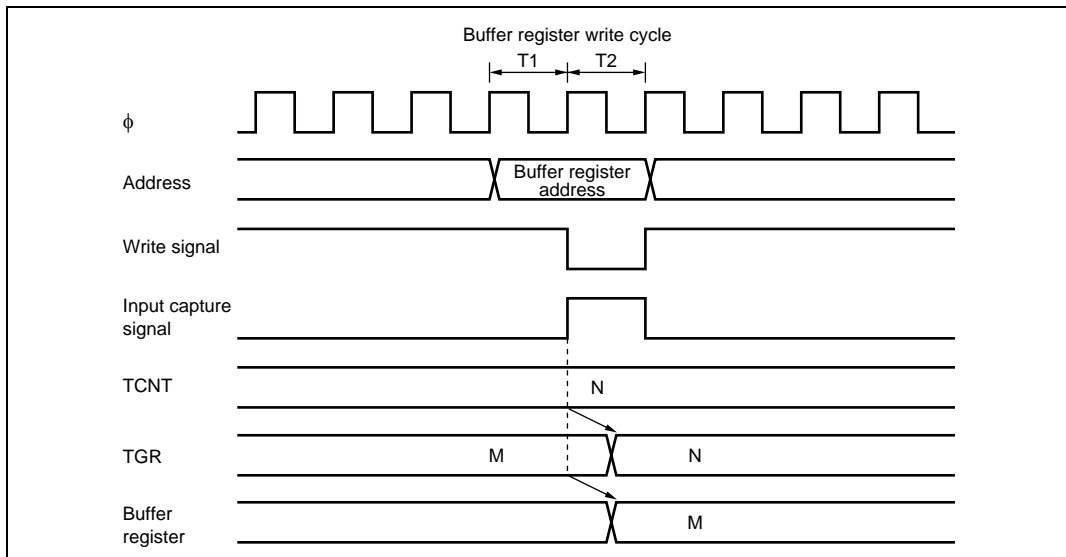 Buffer register write cycle
T1 T2
ϕ
Address
Buffer register
address
Write signal
Input capture
signal
TCNT
N
TGR
M N
Buffer
register
M